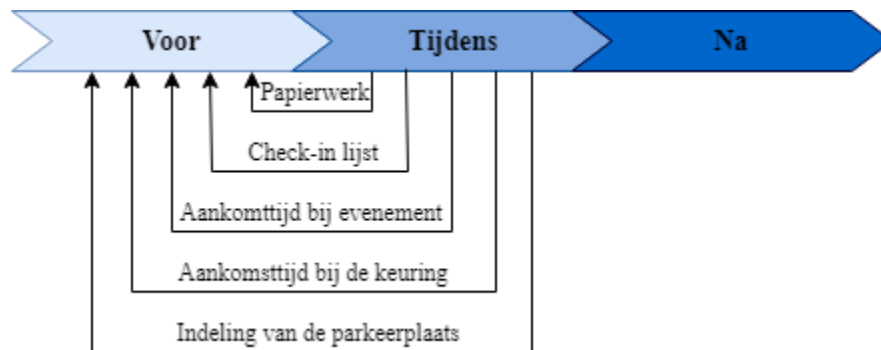 Voor
Tijdens
Na
Papierwerk
Check-in lijst
Aankomttijd bij evenement
Aankomsttijd bij de keuring
Indeling van de parkeerplaats